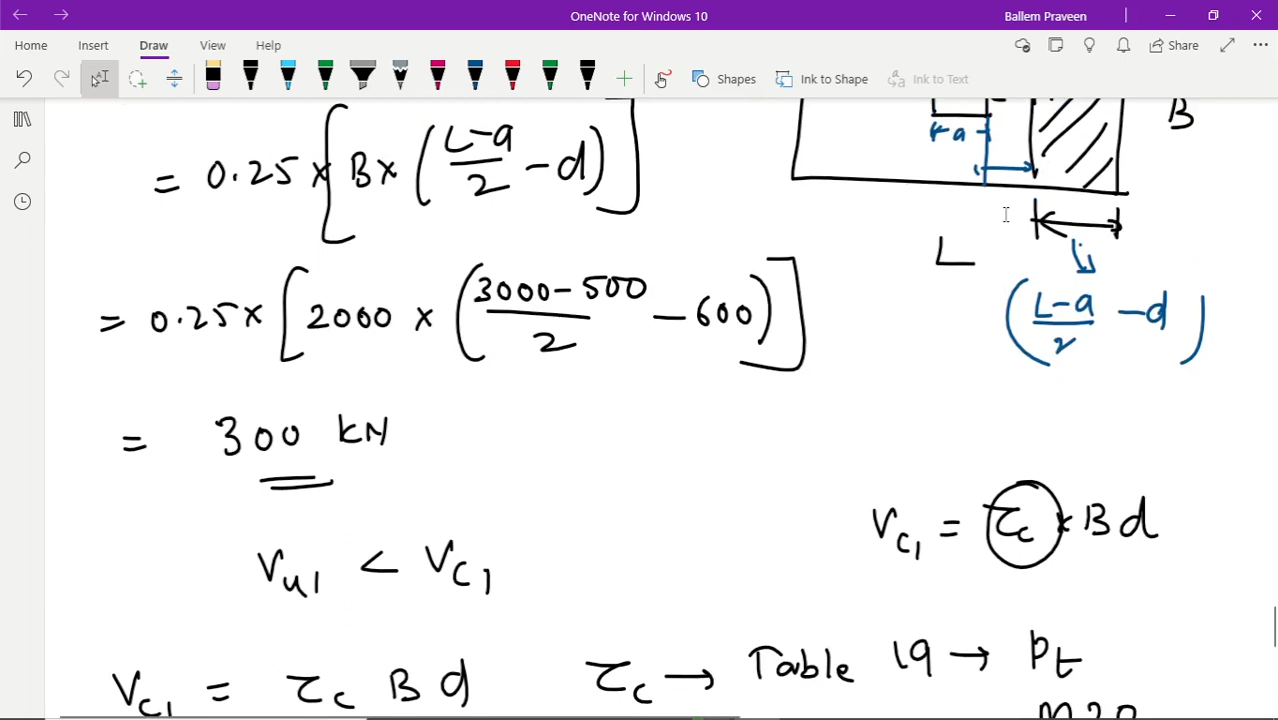 OneNote for Windows 10
Ballem Praveen
Home Insert Draw View Help
Share
Shapes Ink to Shape Ink to Text
= 0.25 × [ B × ( L-a / 2 - d ) ]
a
B
L
= 0.25 × [ 2000 × ( 3000 - 500 / 2 - 600 ) ]
( L-a / 2 - d )
= 300 kN
Vc1 = τc × B d
Vu1 < Vc1
Vc1 = τc B d τc → Table 19 → Pt
M20